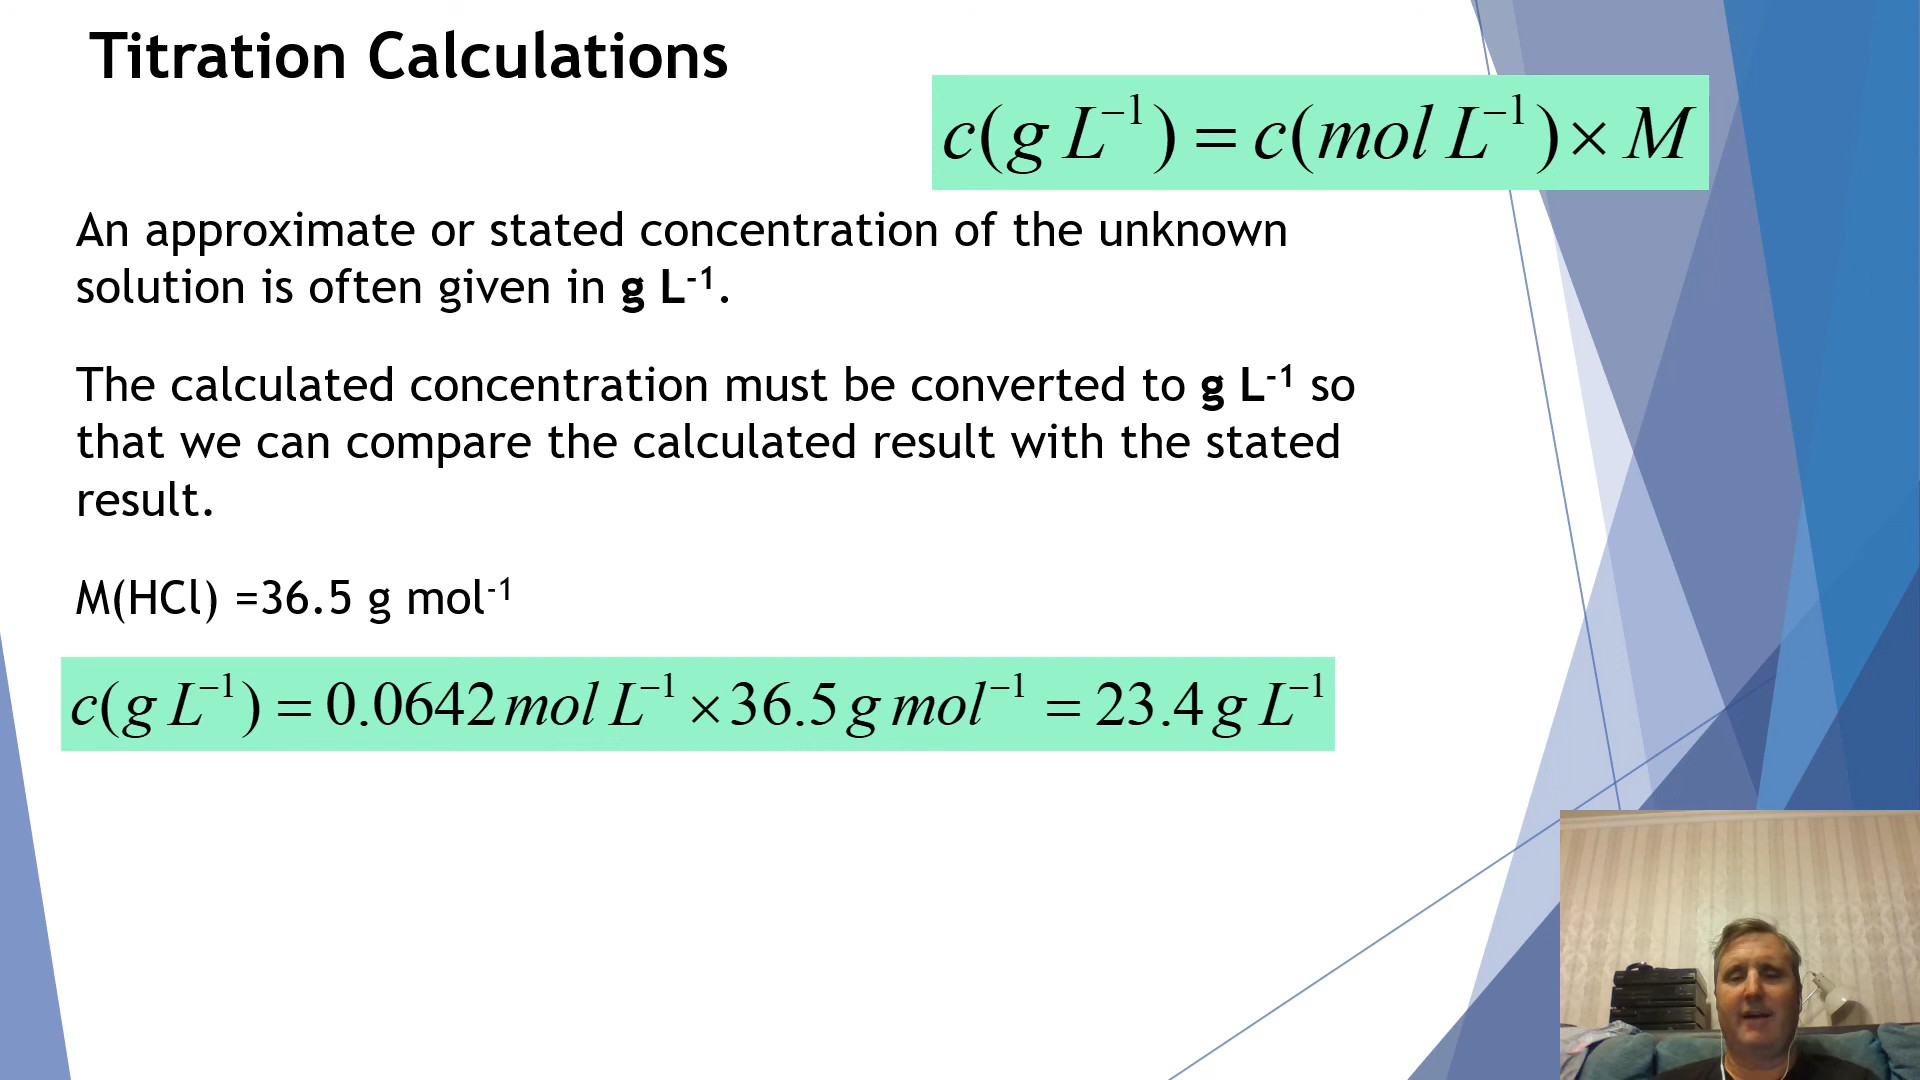 Titration Calculations
c(g L⁻¹) = c(mol L⁻¹) × M
An approximate or stated concentration of the unknown
solution is often given in g L⁻¹.
The calculated concentration must be converted to g L⁻¹ so
that we can compare the calculated result with the stated
result.
M(HCl) =36.5 g mol⁻¹
c(g L⁻¹) = 0.0642 mol L⁻¹ × 36.5 g mol⁻¹ = 23.4 g L⁻¹